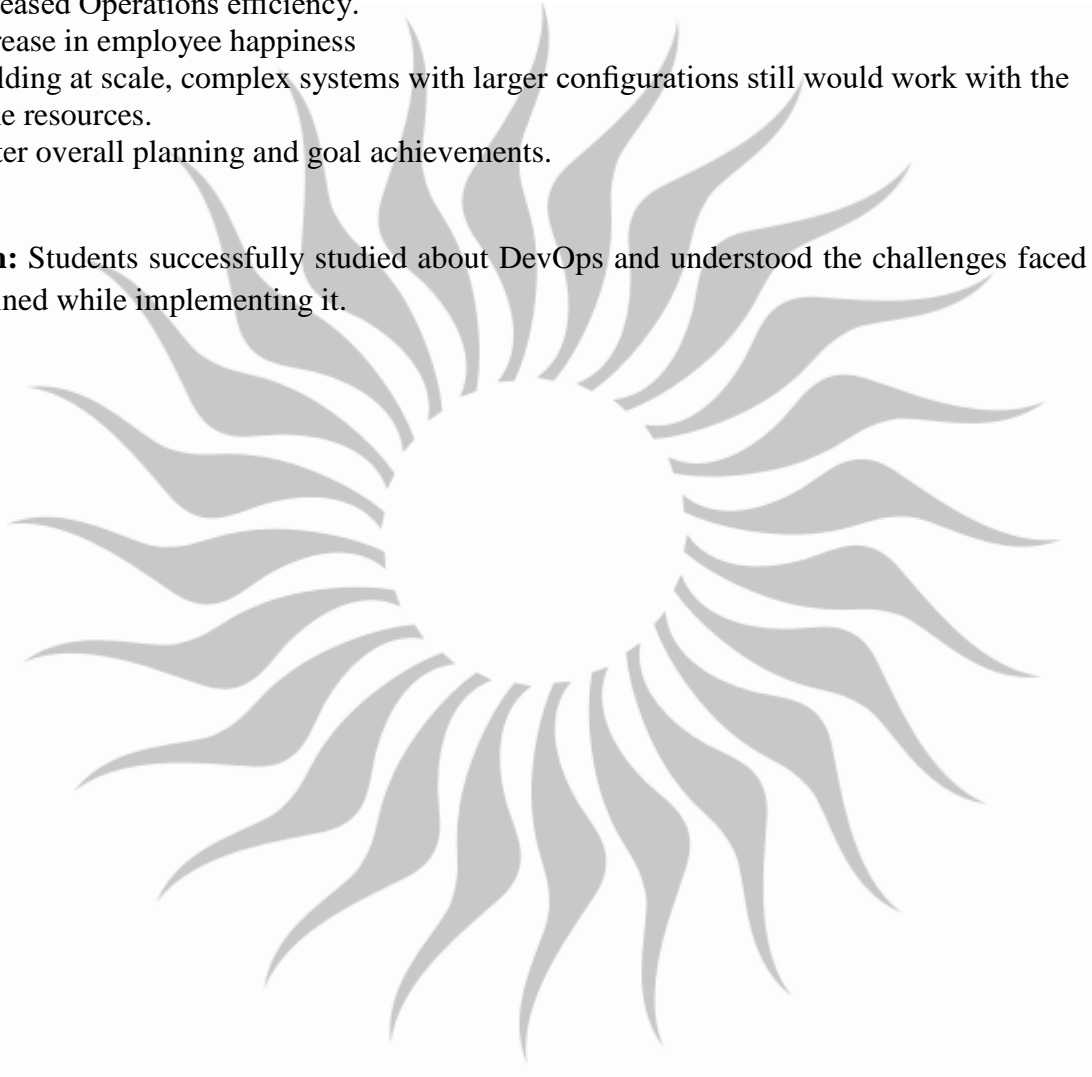 eased Operations efficiency.
rease in employee happiness
lding at scale, complex systems with larger configurations still would work with the
e resources.
ter overall planning and goal achievements.
n: Students successfully studied about DevOps and understood the challenges faced
ned while implementing it.